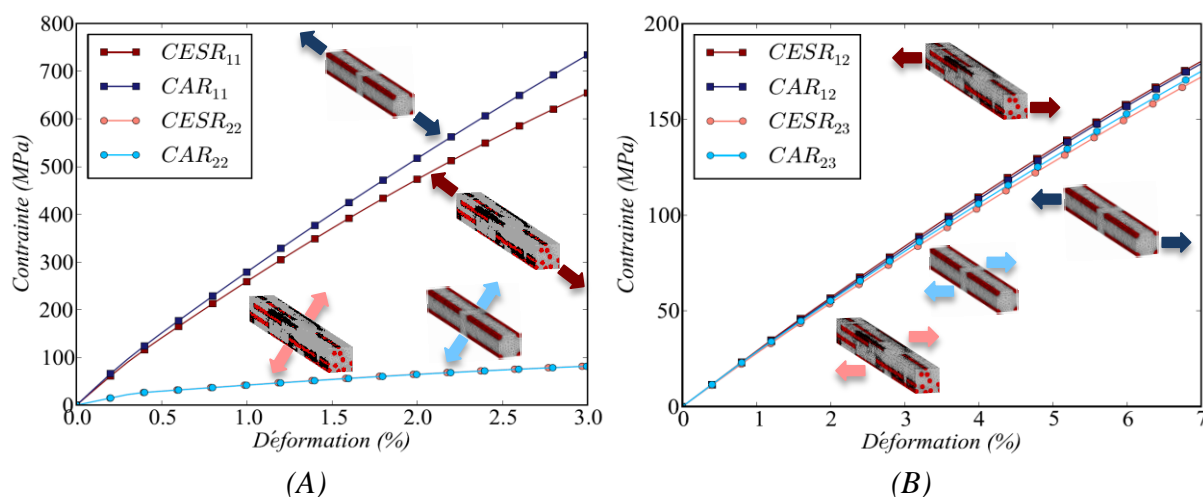 800
700
600
500
400
300
200
100
0
Contrainte (MPa)
CESR11
CAR11
CESR22
CAR22
0.0 0.5 1.0 1.5 2.0 2.5 3.0
Déformation (%)
(A)
200
150
100
50
0
Contrainte (MPa)
CESR12
CAR12
CESR23
CAR23
0 1 2 3 4 5 6 7
Déformation (%)
(B)